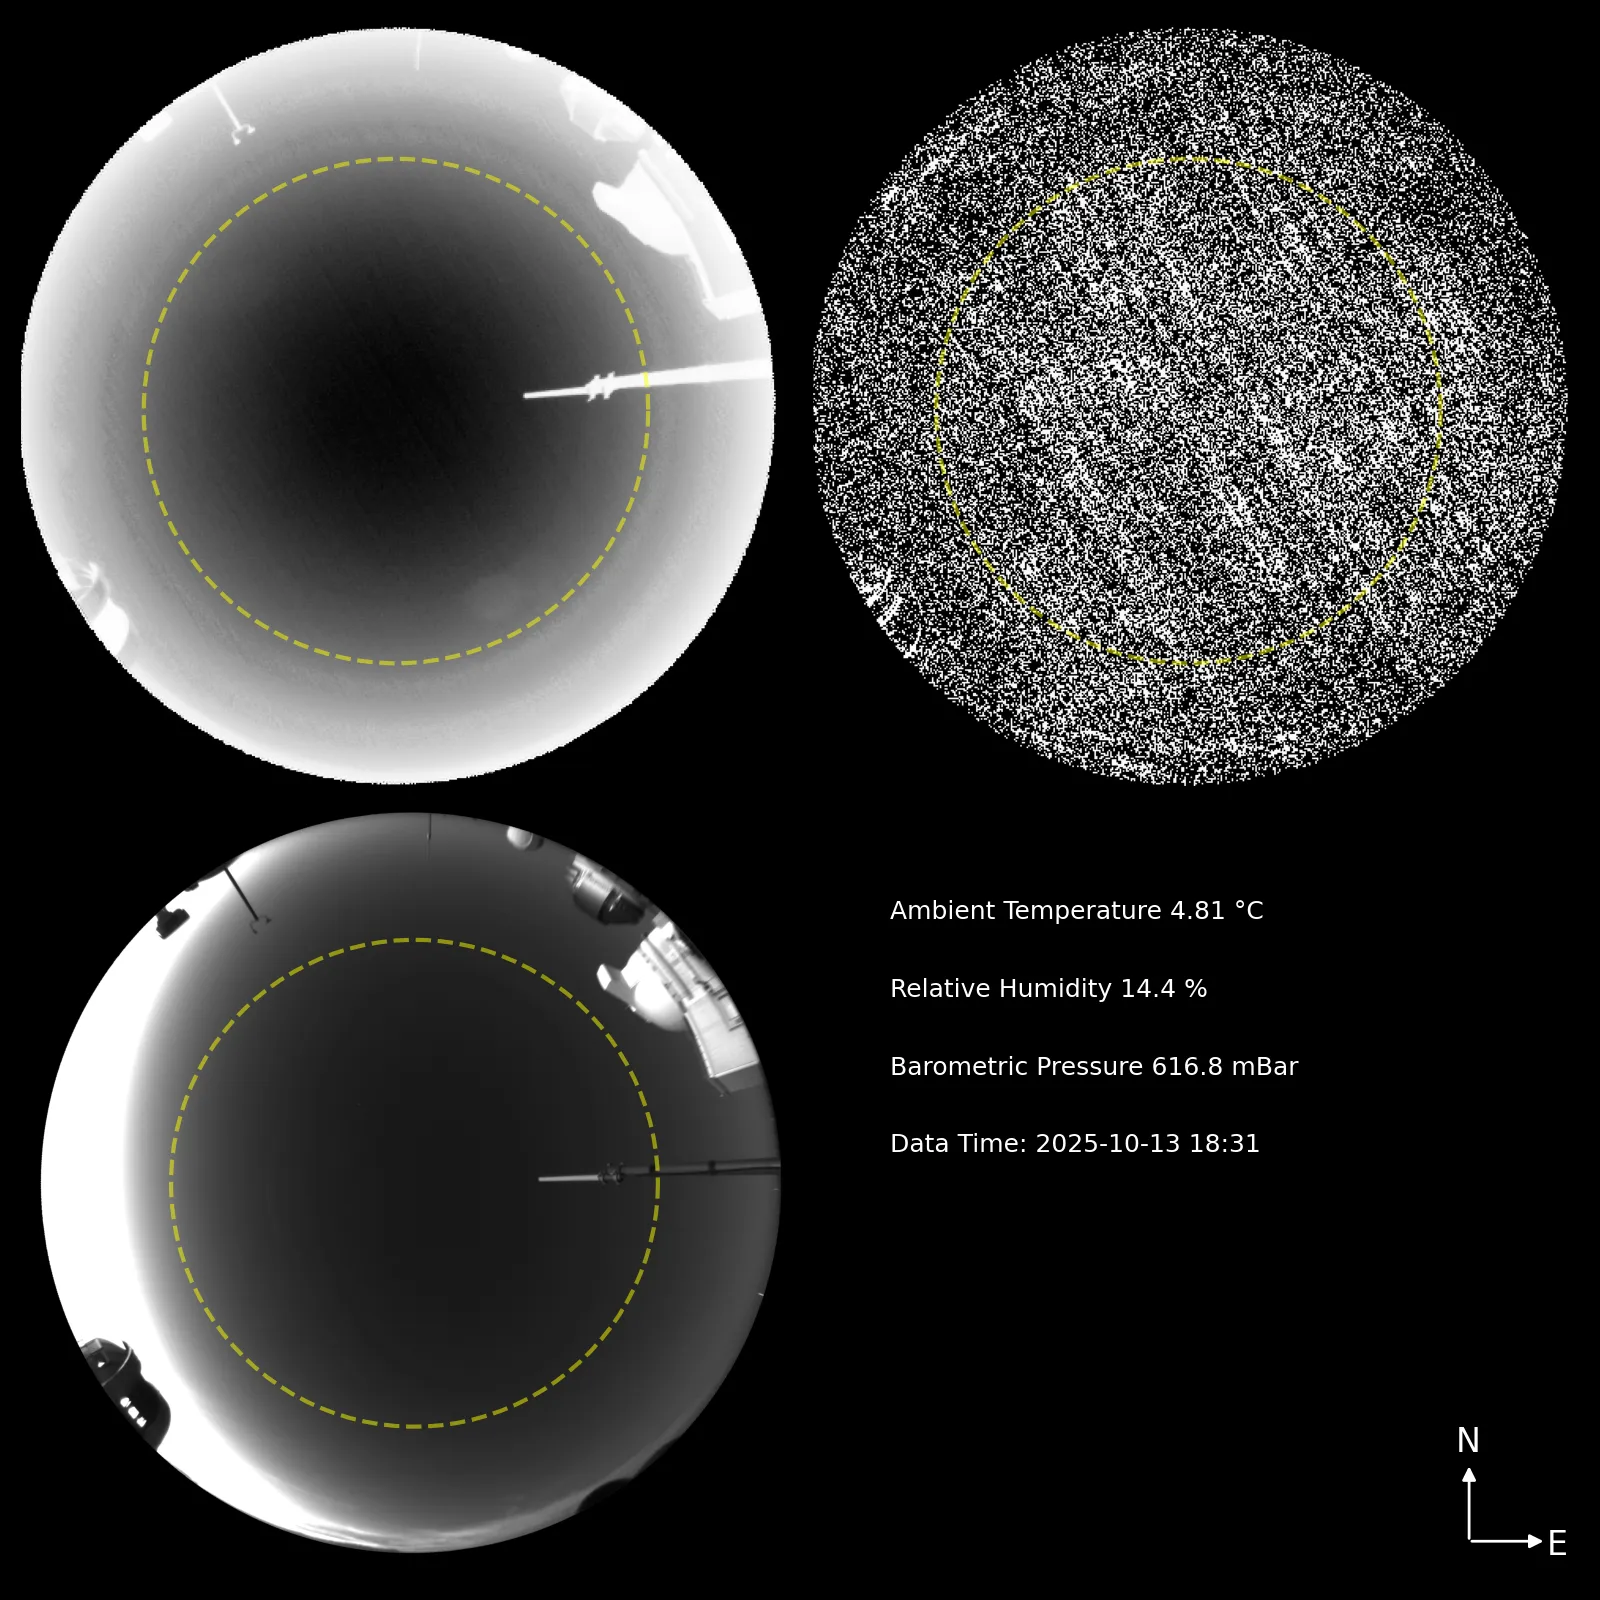 Ambient Temperature 4.81 °C
Relative Humidity 14.4 %
Barometric Pressure 616.8 mBar
Data Time: 2025-10-13 18:31
N
E